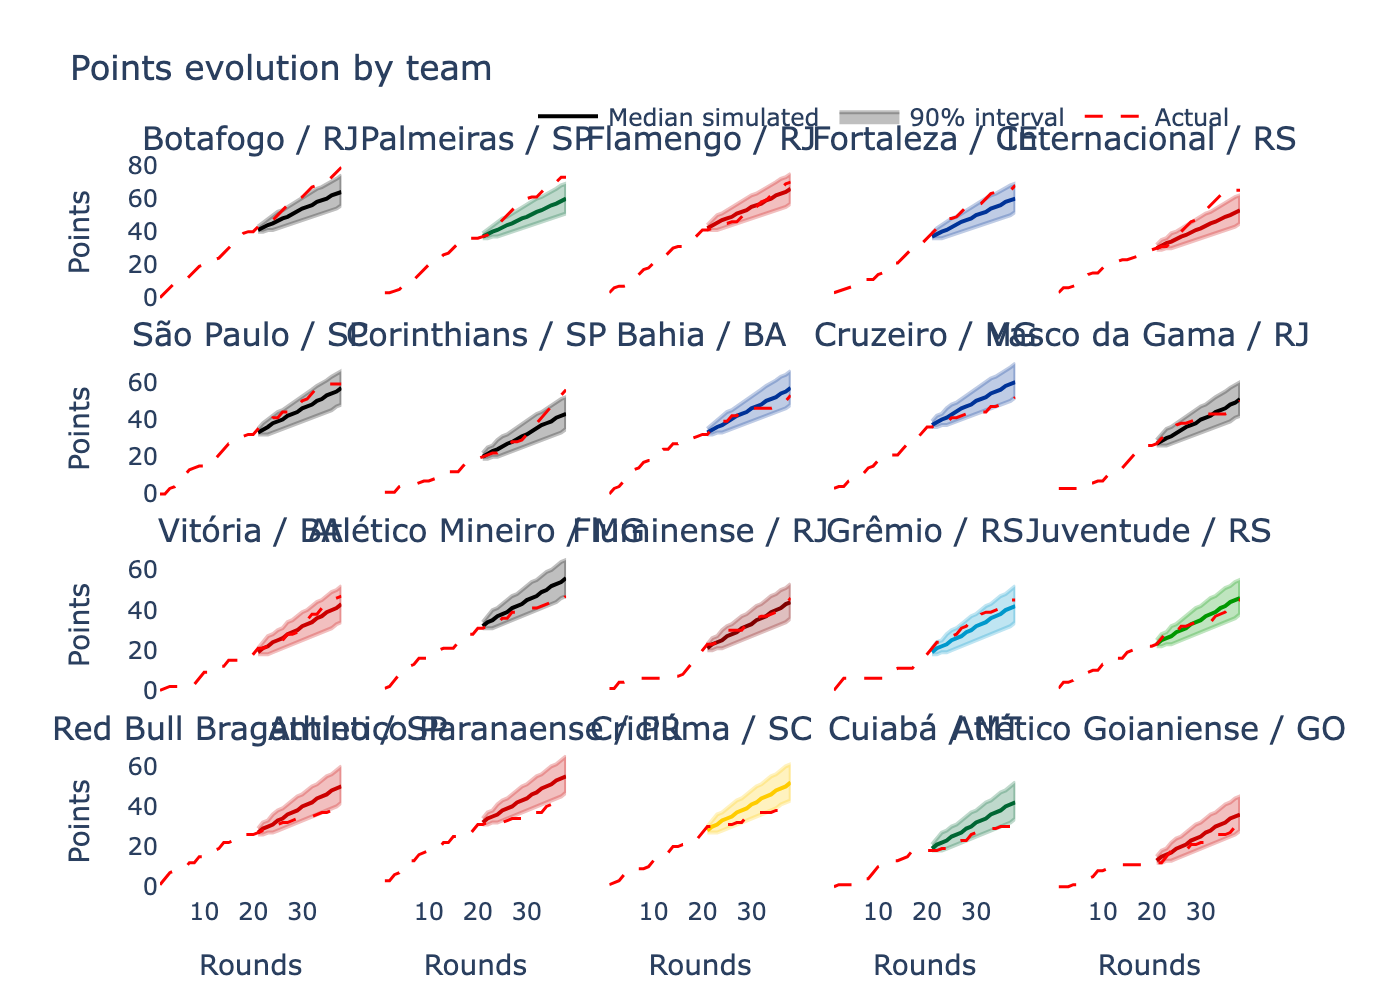 Points evolution by team
Median simulated 90% interval Actual
Botafogo / RJ Palmeiras / SP Flamengo / RJ Fortaleza / CE Internacional / RS
80
60
40
20
0
Points
São Paulo / SP Corinthians / SP Bahia / BA Cruzeiro / MG Vasco da Gama / RJ
60
40
20
0
Points
Vitória / BA Atlético Mineiro / MG Fluminense / RJ Grêmio / RS Juventude / RS
60
40
20
0
Points
Red Bull Bragantino / SP Athletico Paranaense / PR Criciúma / SC Cuiabá / MT Atlético Goianiense / GO
60
40
20
0
Points
10 20 30 10 20 30 10 20 30 10 20 30 10 20 30
Rounds Rounds Rounds Rounds Rounds